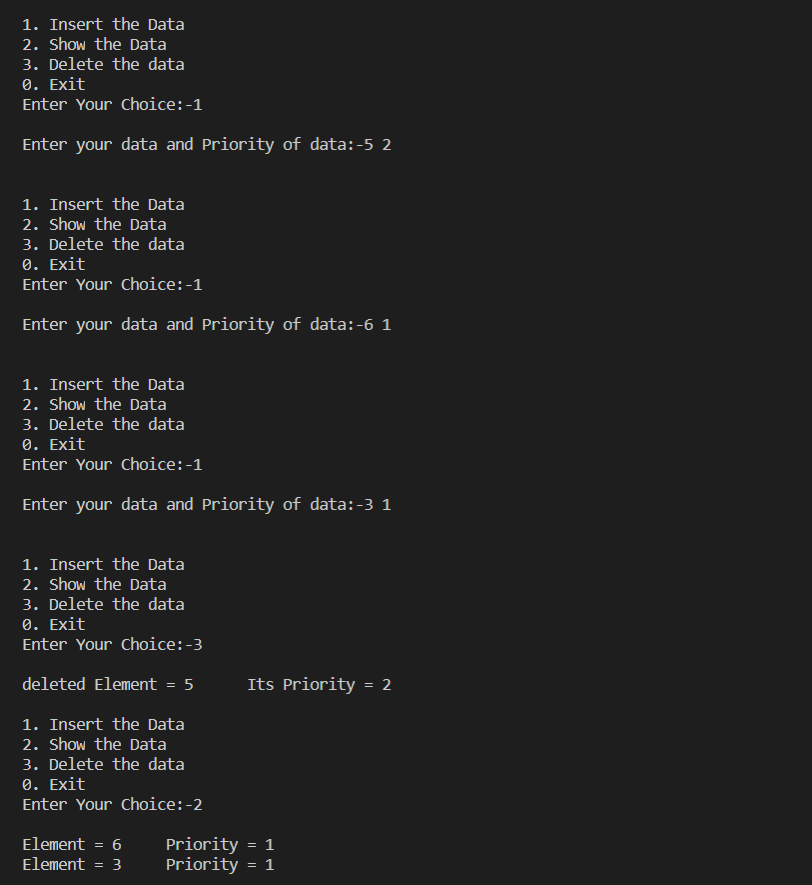 1. Insert the Data
2. Show the Data
3. Delete the data
0. Exit
Enter Your Choice:-1
Enter your data and Priority of data:-5 2
1. Insert the Data
2. Show the Data
3. Delete the data
0. Exit
Enter Your Choice:-1
Enter your data and Priority of data:-6 1
1. Insert the Data
2. Show the Data
3. Delete the data
0. Exit
Enter Your Choice:-1
Enter your data and Priority of data:-3 1
1. Insert the Data
2. Show the Data
3. Delete the data
0. Exit
Enter Your Choice:-3
deleted Element = 5      Its Priority = 2
1. Insert the Data
2. Show the Data
3. Delete the data
0. Exit
Enter Your Choice:-2
Element = 6     Priority = 1
Element = 3     Priority = 1